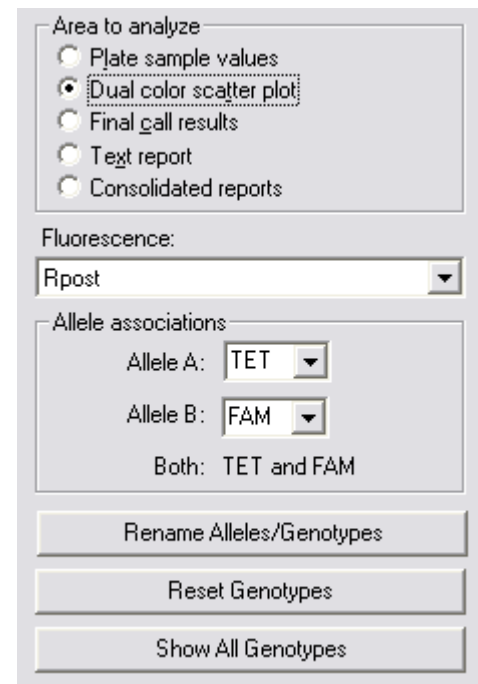 Area to analyze
Plate sample values
Dual color scatter plot
Final call results
Text report
Consolidated reports
Fluorescence:
Rpost
Allele associations
Allele A: TET
Allele B: FAM
Both: TET and FAM
Rename Alleles/Genotypes
Reset Genotypes
Show All Genotypes